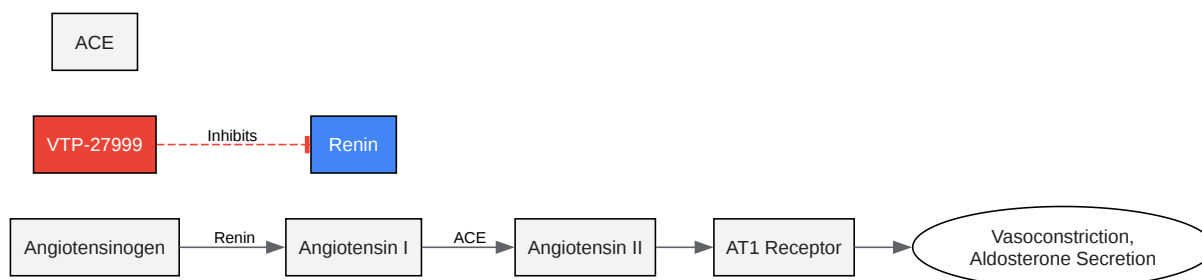 ACE
VTP-27999
Inhibits
Renin
Angiotensinogen
Renin
Angiotensin I
ACE
Angiotensin II
AT1 Receptor
Vasoconstriction,
Aldosterone Secretion